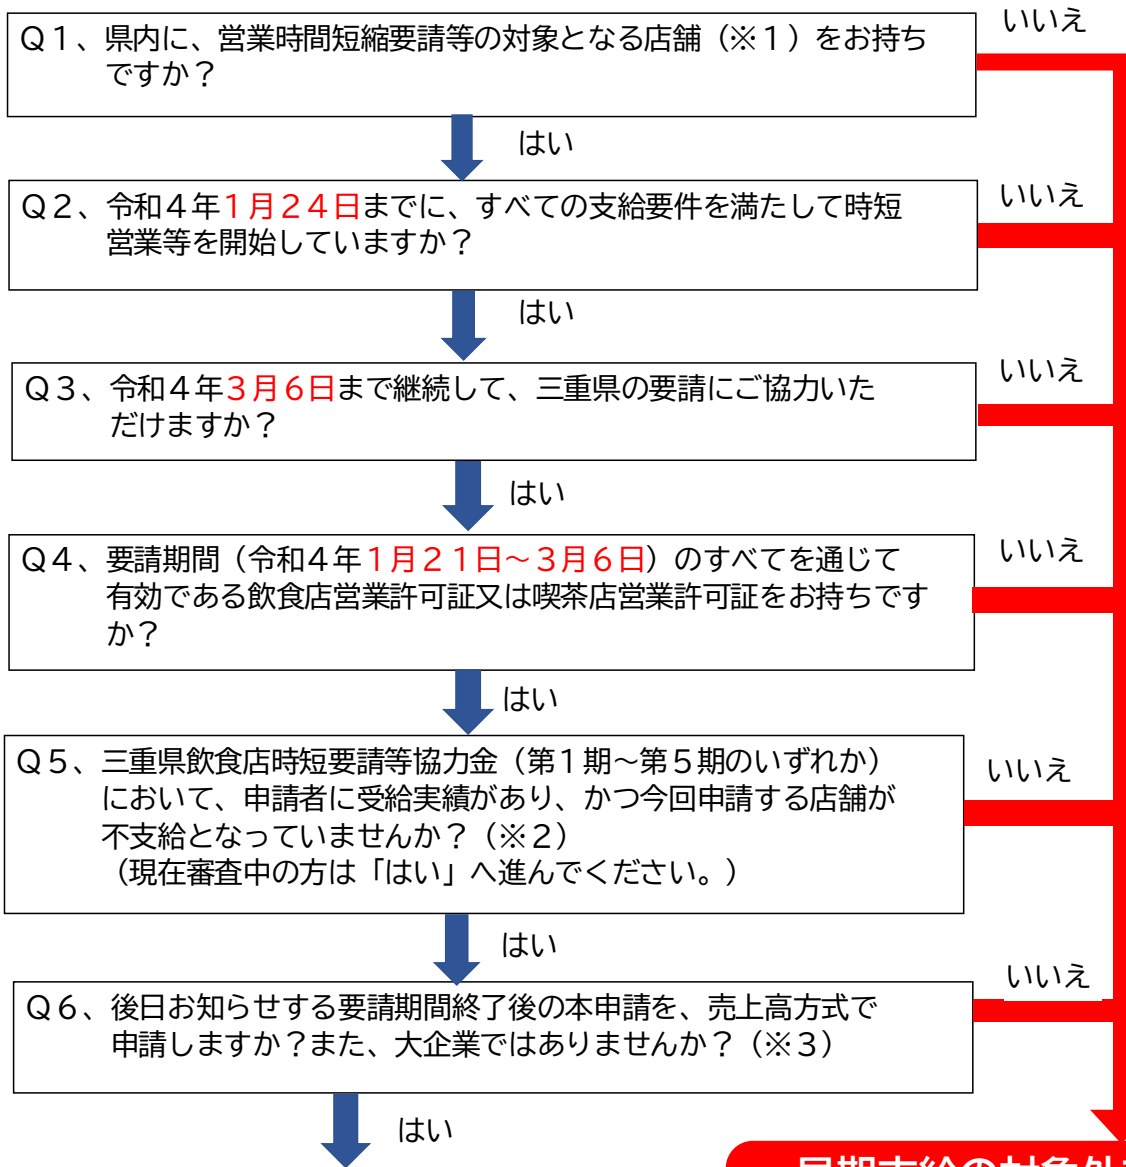 いいえ
Ｑ１、県内に、営業時間短縮要請等の対象となる店舗（※１）をお持ち
ですか？
はい
いいえ
Ｑ２、令和４年１月２４日までに、すべての支給要件を満たして時短
営業等を開始していますか？
はい
いいえ
Ｑ３、令和４年３月６日まで継続して、三重県の要請にご協力いた
だけますか？
はい
いいえ
Ｑ４、要請期間（令和４年１月２１日～３月６日）のすべてを通じて
有効である飲食店営業許可証又は喫茶店営業許可証をお持ちです
か？
はい
Ｑ５、三重県飲食店時短要請等協力金（第１期～第５期のいずれか）
いいえ
において、申請者に受給実績があり、かつ今回申請する店舗が
不支給となっていませんか？（※２）
（現在審査中の方は「はい」へ進んでください。）
はい
いいえ
Ｑ６、後日お知らせする要請期間終了後の本申請を、売上高方式で
申請しますか？また、大企業ではありませんか？（※３）
はい
早期支給の対象外